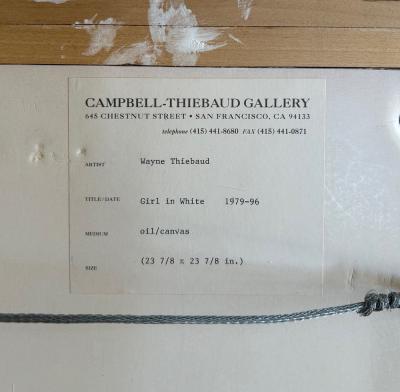 CAMPBELL-THIEBAUD GALLERY
645 CHESTNUT STREET • SAN FRANCISCO, CA 94133
telephone (415) 441-8680 FAX (415) 441-0871
ARTIST Wayne Thiebaud
TITLE/DATE Girl in White 1979-96
MEDIUM oil/canvas
SIZE (23 7/8 x 23 7/8 in.)